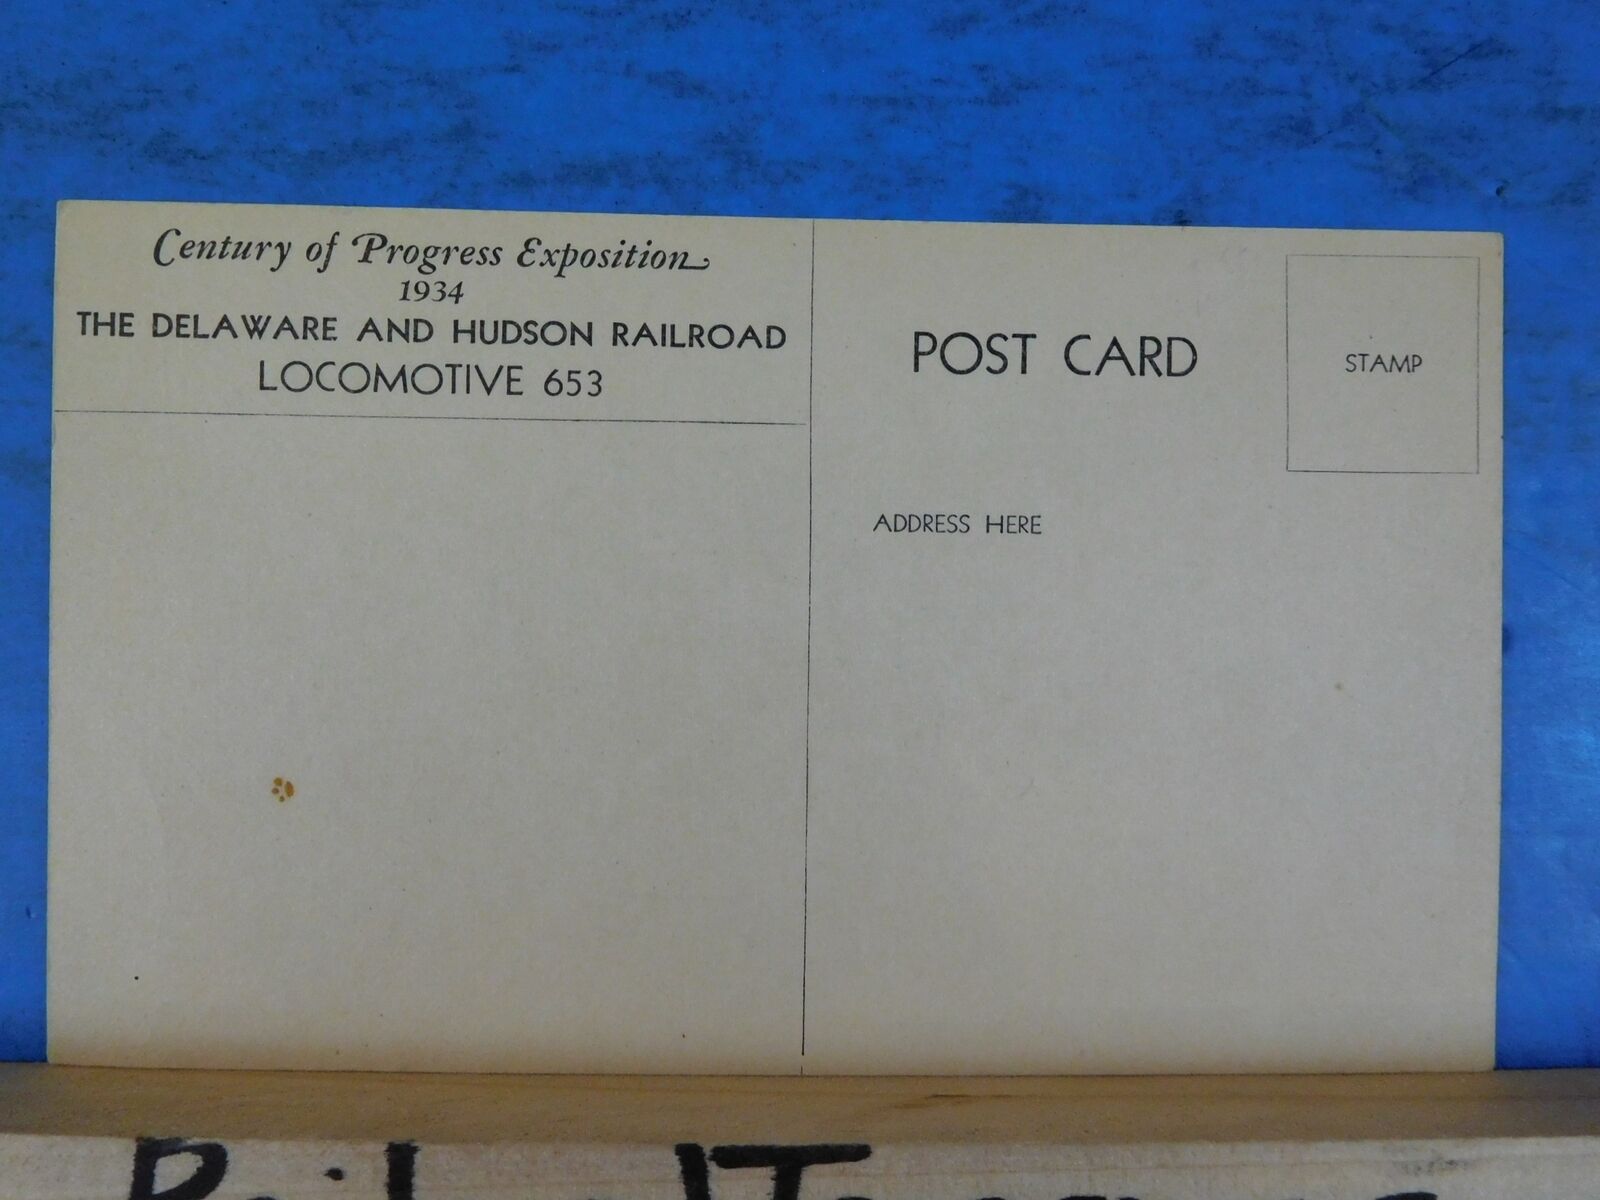 Century of Progress Exposition
1934
THE DELAWARE AND HUDSON RAILROAD
LOCOMOTIVE 653
POST CARD
STAMP
ADDRESS HERE